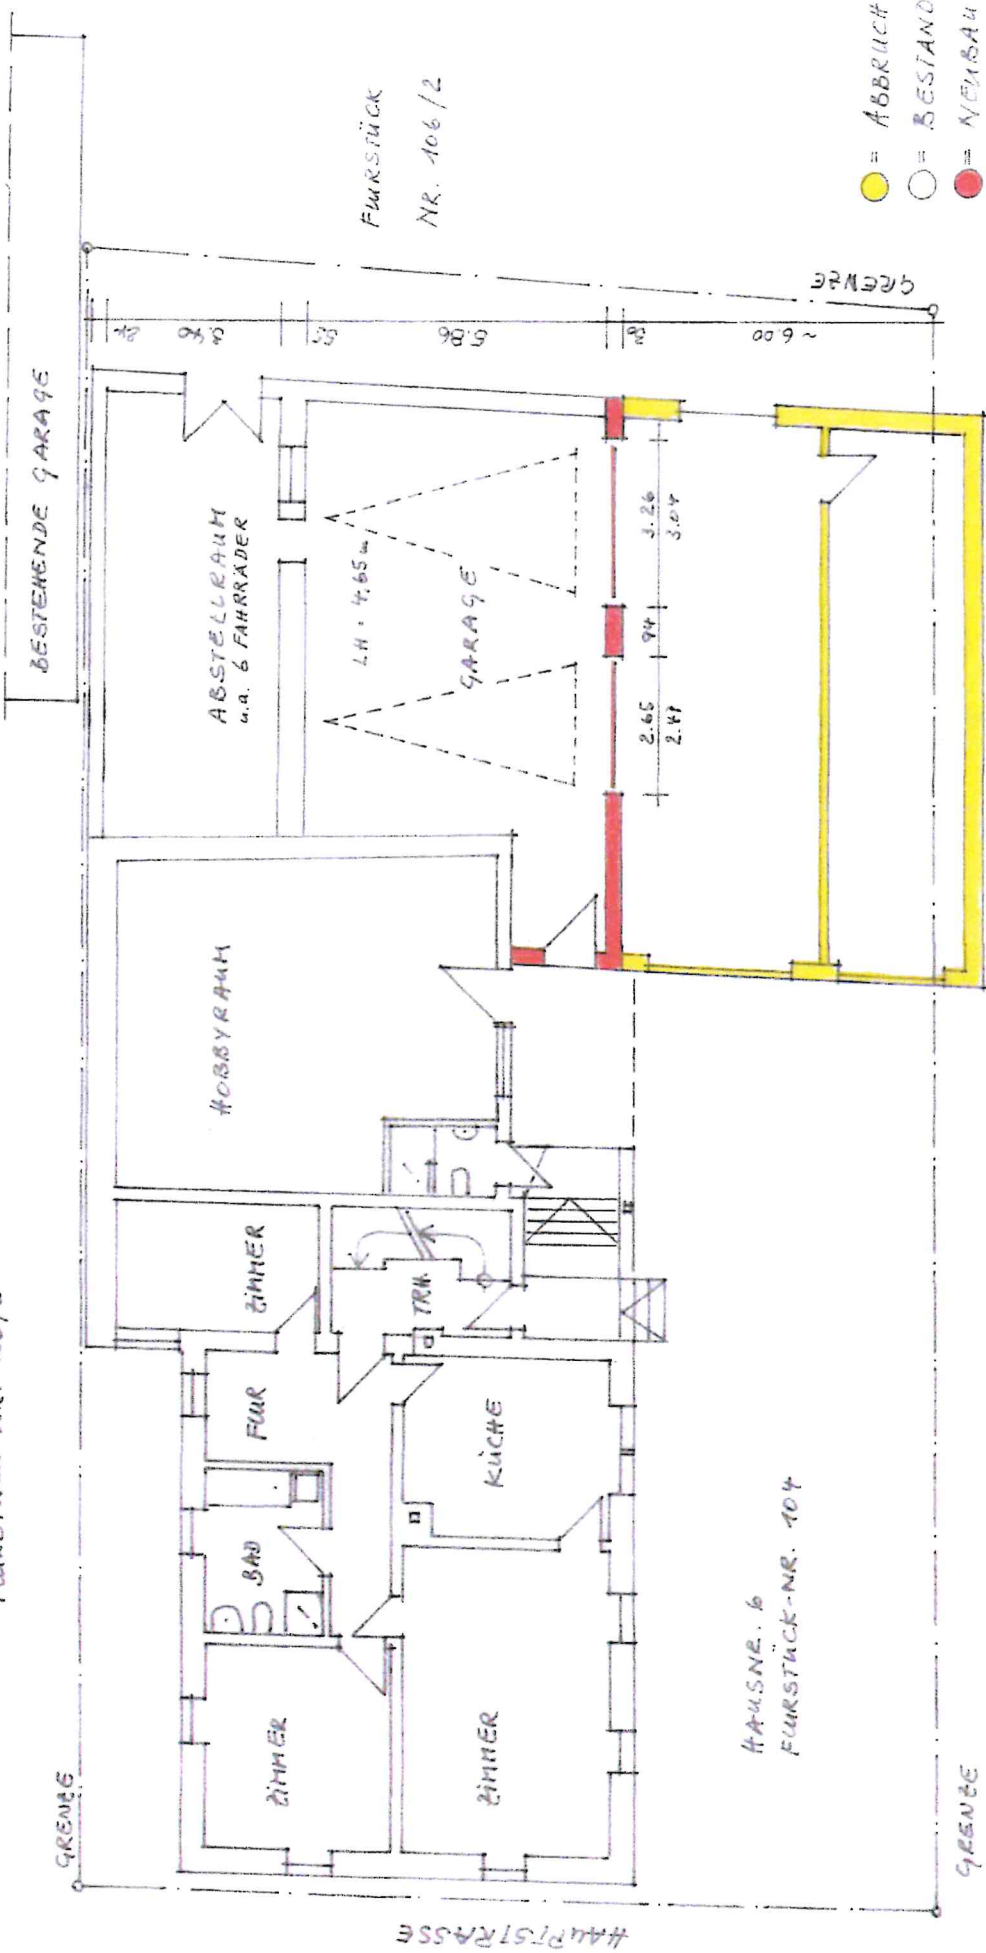 BESTEHENDE GARAGE
GRENZE
FLURSTÜCK
NR. 106/2
ABSTELLRAUM
u.a. 6 FAHRRÄDER
LH = 4.65 m
GARAGE
HOBBYRAUM
ZIMMER
FLUR
TRH.
BAD
KÜCHE
ZIMMER
ZIMMER
5.86
~6.00
GRENZE
3.26
3.04
94
2.65
HAUSNR. 6
FLURSTÜCK-NR. 104
HAUPTSTRASSE
GRENZE
= ABBRUCH
= BESTAND
= NEUBAU